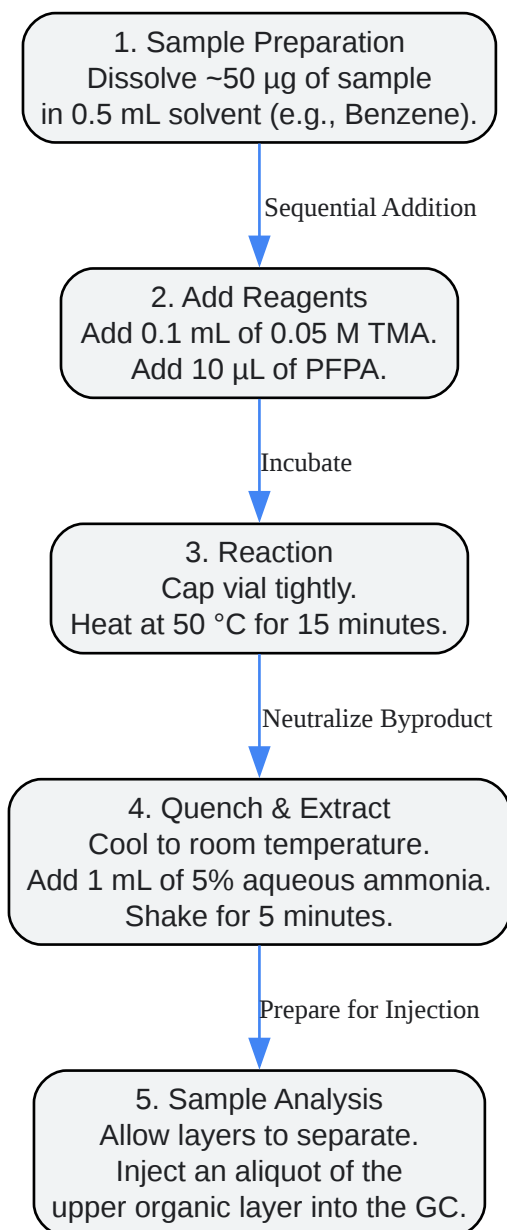 1. Sample Preparation
Dissolve ~50 µg of sample
in 0.5 mL solvent (e.g., Benzene).
Sequential Addition
2. Add Reagents
Add 0.1 mL of 0.05 M TMA.
Add 10 µL of PFPA.
Incubate
3. Reaction
Cap vial tightly.
Heat at 50 °C for 15 minutes.
Neutralize Byproduct
4. Quench & Extract
Cool to room temperature.
Add 1 mL of 5% aqueous ammonia.
Shake for 5 minutes.
Prepare for Injection
5. Sample Analysis
Allow layers to separate.
Inject an aliquot of the
upper organic layer into the GC.